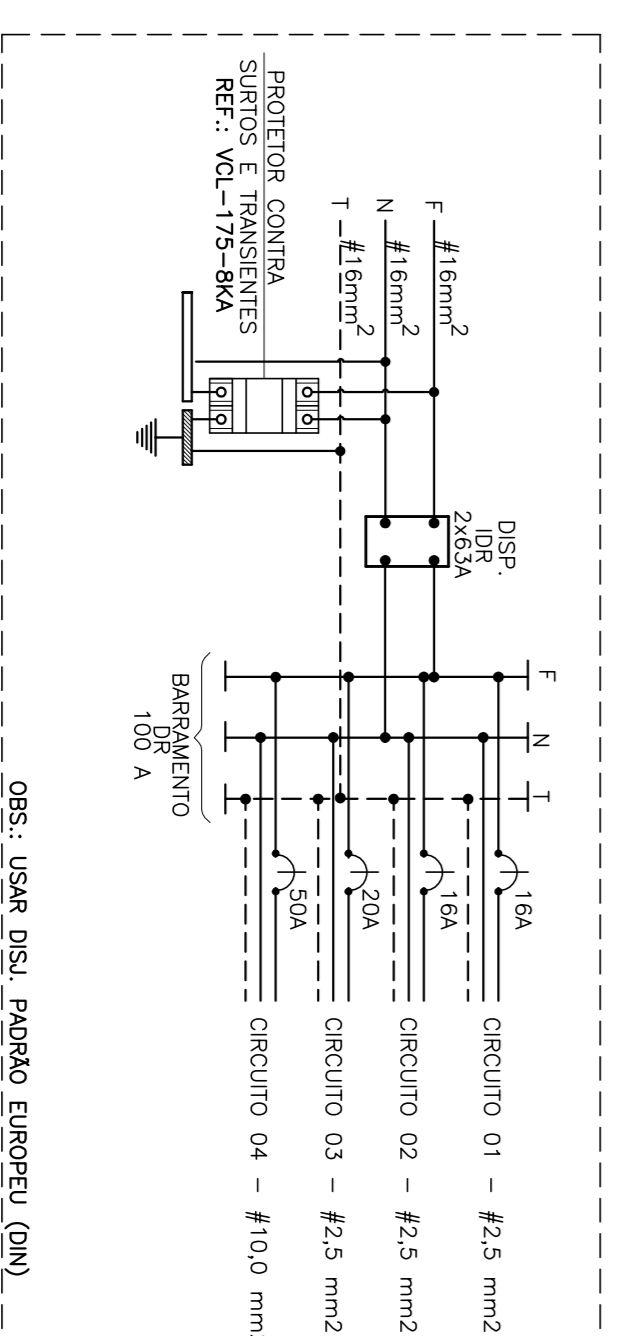 F #16mm²
N #16mm²
T #16mm²
PROTETOR CONTRA
SURTOS E TRANSIENTES
REF.: VCL-175-8KA
DISP.
IDR
2x63A
F
N
T
BARRAMENTO
DR
100 A
16A
16A
20A
50A
CIRCUITO 01 - #2,5 mm2
CIRCUITO 02 - #2,5 mm2
CIRCUITO 03 - #2,5 mm2
CIRCUITO 04 - #10,0 mm
OBS.: USAR DISJ. PADRÃO EUROPEU (DIN)